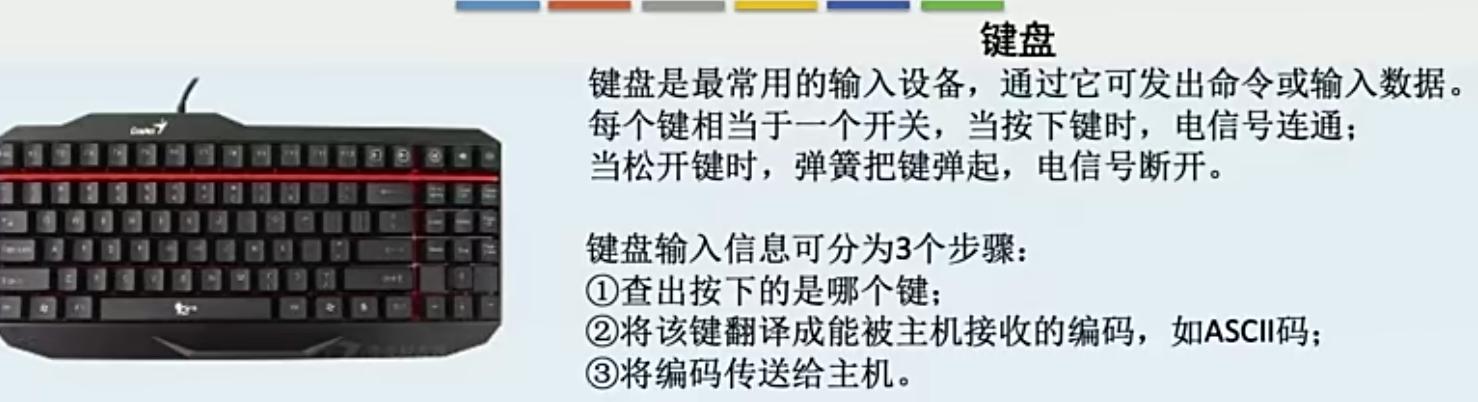 键盘
键盘是最常用的输入设备，通过它可发出命令或输入数据。
每个键相当于一个开关，当按下键时，电信号连通；
当松开键时，弹簧把键弹起，电信号断开。
键盘输入信息可分为3个步骤：
①查出按下的是哪个键；
②将该键翻译成能被主机接收的编码，如ASCII码；
③将编码传送给主机。